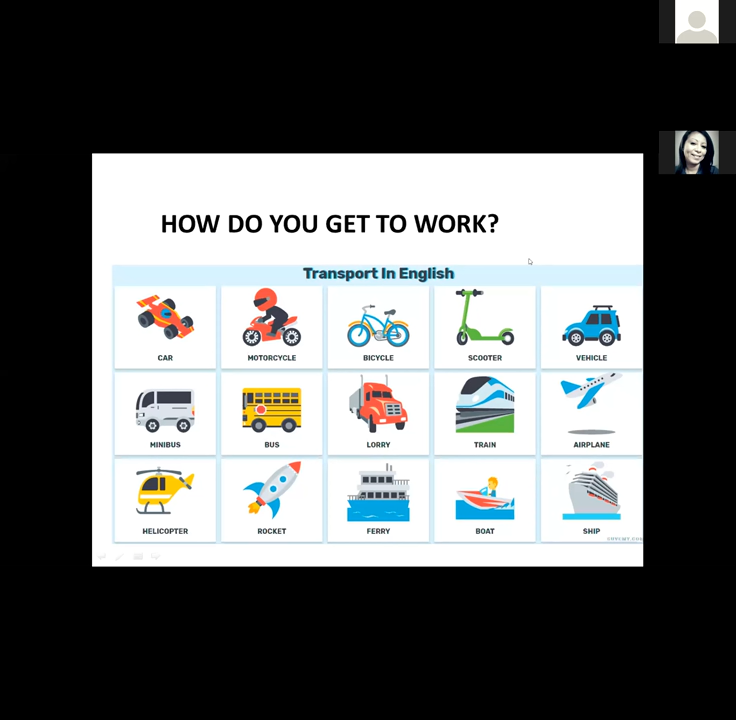 HOW DO YOU GET TO WORK?
Transport In English
CAR MOTORCYCLE BICYCLE SCOOTER VEHICLE
MINIBUS BUS LORRY TRAIN AIRPLANE
HELICOPTER ROCKET FERRY BOAT SHIP